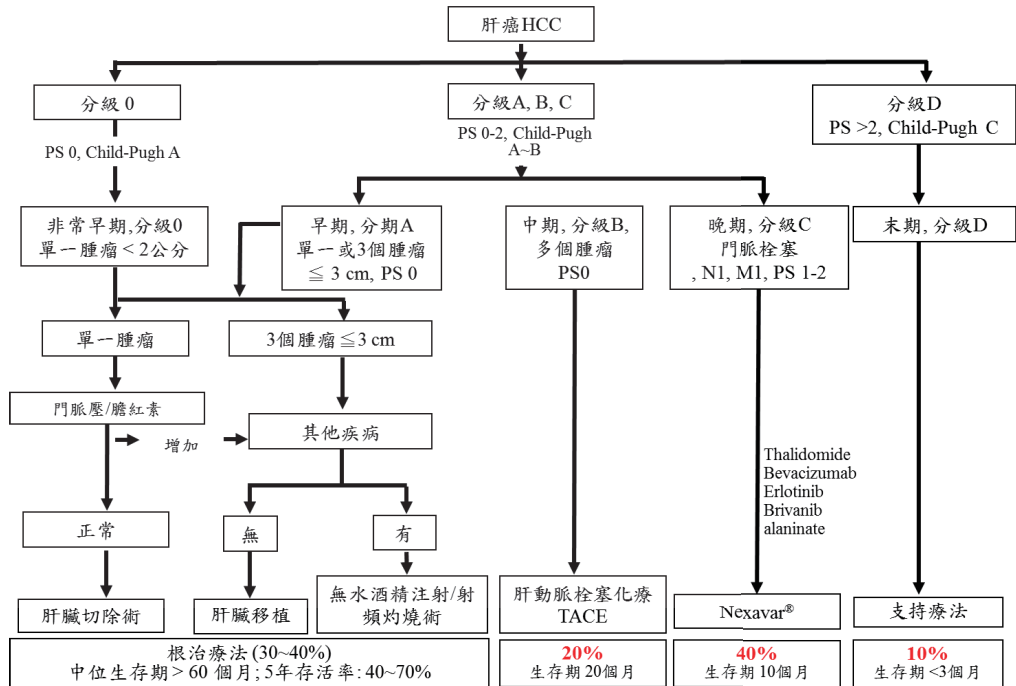 肝癌HCC
分級 0
PS 0, Child-Pugh A
分級A, B, C
PS 0-2, Child-Pugh
A~B
分級D
PS >2, Child-Pugh C
非常早期,分級0
單一腫瘤< 2公分
早期, 分期A
單一或3個腫瘤
≦ 3 cm, PS 0
中期, 分級B,
多個腫瘤
PS0
晚期, 分級C
門脈栓塞
, N1, M1, PS 1-2
末期, 分級D
單一腫瘤
3個腫瘤≦3 cm
門脈壓/膽紅素
增加
其他疾病
Thalidomide
Bevacizumab
Erlotinib
Brivanib
alaninate
正常
無
有
肝臟切除術
肝臟移植
無水酒精注射/射
頻灼燒術
肝動脈栓塞化療
TACE
Nexavar®
支持療法
根治療法 (30~40%)
中位生存期> 60 個月; 5年存活率: 40~70%
20%
生存期 20個月
40%
生存期 10個月
10%
生存期 <3個月